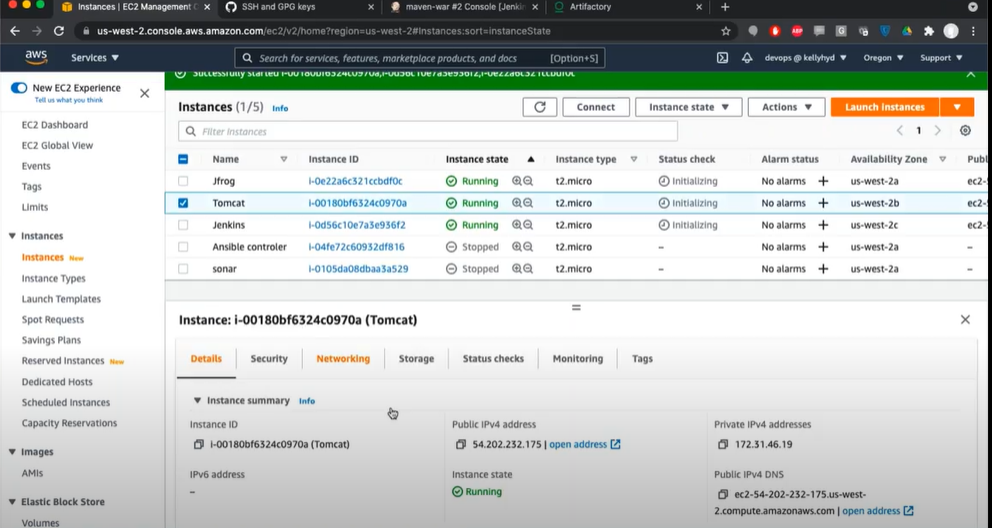 Instances | EC2 Management C
SSH and GPG keys
maven-war #2 Console [Jenki
Artifactory
us-west-2.console.aws.amazon.com/ec2/v2/home?region=us-west-2#Instances:sort=instanceState
aws Services Search for services, features, marketplace products, and docs [Option+S] devops @ kellyhyd Oregon Support
New EC2 Experience
Tell us what you think
EC2 Dashboard
EC2 Global View
Events
Tags
Limits
Instances
Instances New
Instance Types
Launch Templates
Spot Requests
Savings Plans
Reserved Instances New
Dedicated Hosts
Scheduled Instances
Capacity Reservations
Images
AMIs
Elastic Block Store
Volumes
Successfully started i-00180bf6324c0970a,i-0d56c10e7a3e936f2,i-0e22a6c321ccbdf0c
Instances (1/5) Info Connect Instance state Actions Launch instances
Filter instances 1
Name Instance ID Instance state Instance type Status check Alarm status Availability Zone Publ
Jfrog i-0e22a6c321ccbdf0c Running t2.micro Initializing No alarms + us-west-2a ec2-5
Tomcat i-00180bf6324c0970a Running t2.micro Initializing No alarms + us-west-2b ec2-5
Jenkins i-0d56c10e7a3e936f2 Running t2.micro Initializing No alarms + us-west-2c ec2-5
Ansible controler i-04fe72c60932df816 Stopped t2.micro – No alarms + us-west-2a –
sonar i-0105da08dbaa3a529 Stopped t2.micro – No alarms + us-west-2a –
Instance: i-00180bf6324c0970a (Tomcat)
Details Security Networking Storage Status checks Monitoring Tags
Instance summary Info
Instance ID
i-00180bf6324c0970a (Tomcat)
Public IPv4 address
54.202.232.175 | open address
Private IPv4 addresses
172.31.46.19
IPv6 address
–
Instance state
Running
Public IPv4 DNS
ec2-54-202-232-175.us-west-
2.compute.amazonaws.com | open address